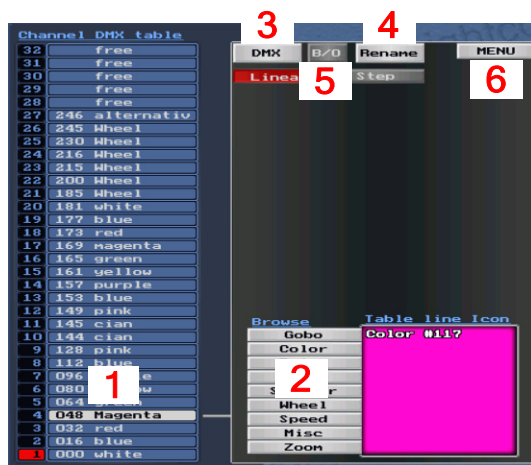 Channel DMX table
32 free
31 free
30 free
29 free
28 free
27 246 alternativ
26 245 Wheel
25 230 Wheel
24 216 Wheel
23 215 Wheel
22 200 Wheel
21 185 Wheel
20 181 white
19 177 blue
18 173 red
17 169 magenta
16 165 green
15 161 yellow
14 157 purple
13 153 blue
12 149 pink
11 145 cian
10 144 cian
9 128 pink
8 112 blue
7 096
6 080
5 064
4 048 Magenta
3 032 red
2 016 blue
1 000 white
1
3
4
DMX
B/O
Rename
MENU
5
6
Step
Browse
Gobo
Color
2
Wheel
Speed
Misc
Zoom
Table line Icon
Color #117